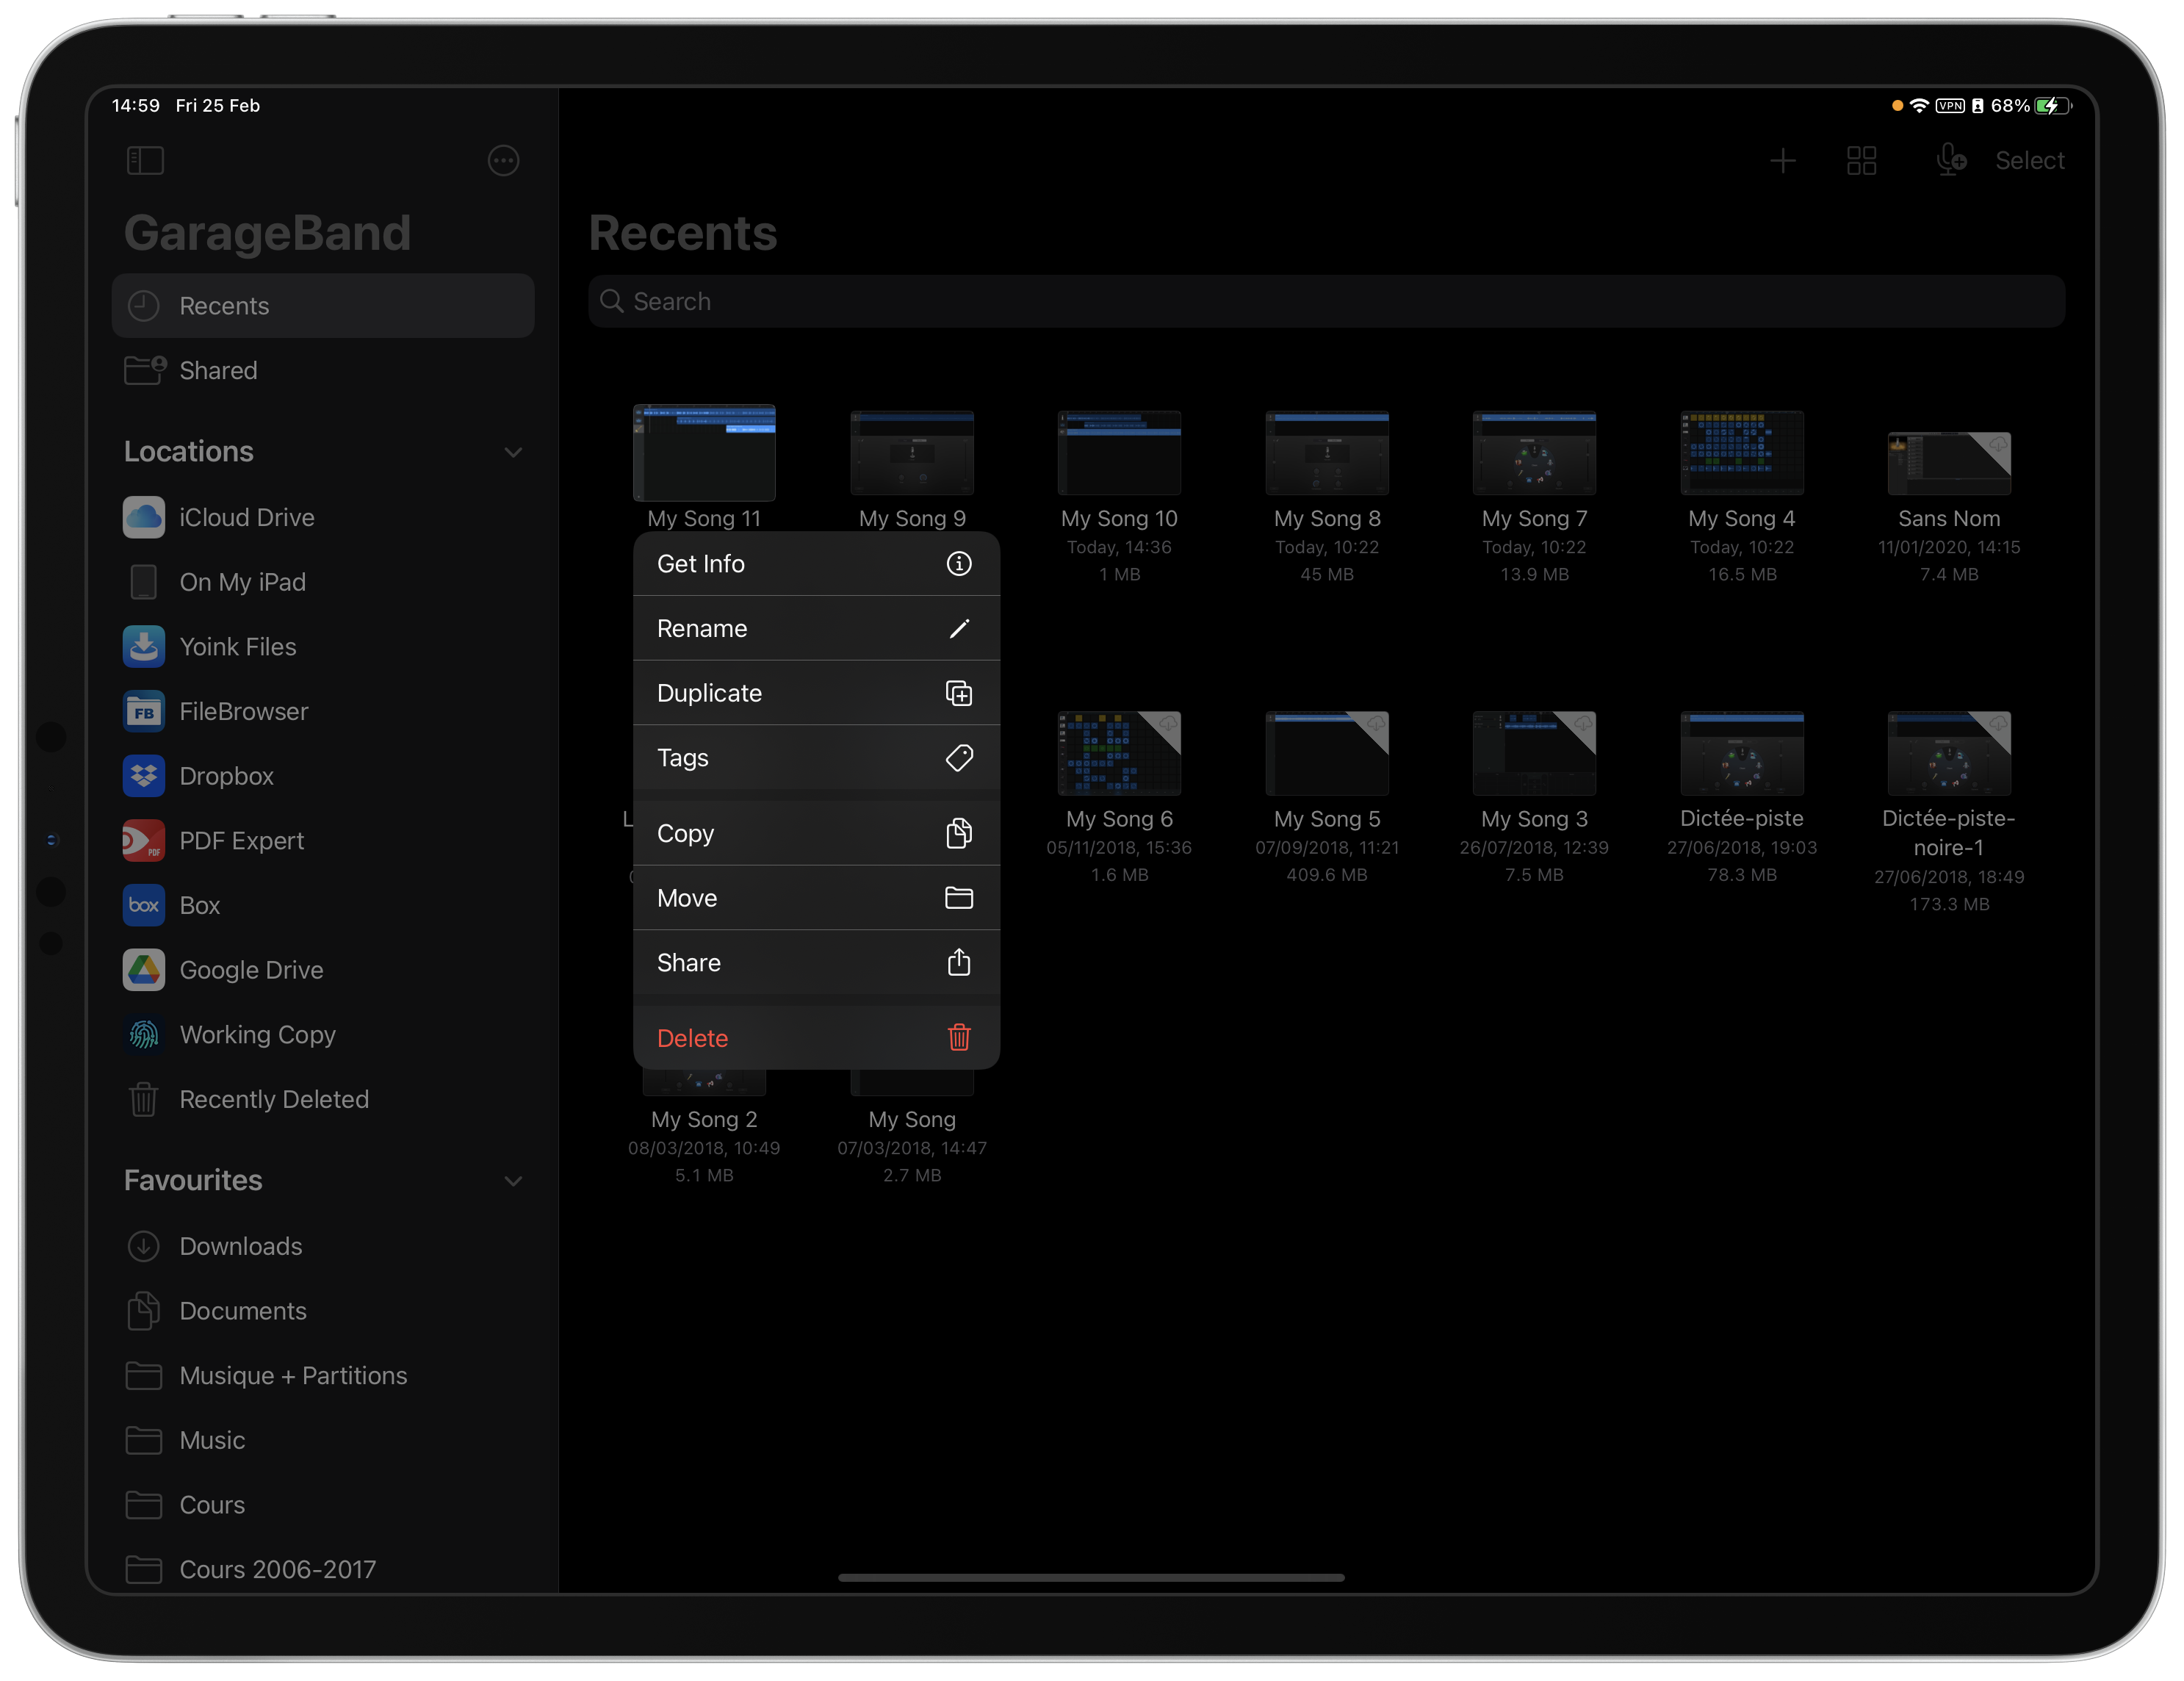 14:59 Fri 25 Feb
VPN 68%
Select
GarageBand
Recents
Shared
Locations
iCloud Drive
On My iPad
Yoink Files
FB FileBrowser
Dropbox
PDF PDF Expert
box Box
Google Drive
Working Copy
Recently Deleted
Favourites
Downloads
Documents
Musique + Partitions
Music
Cours
Cours 2006-2017
Recents
Search
My Song 11
My Song 9
My Song 10
Today, 14:36
1 MB
My Song 8
Today, 10:22
45 MB
My Song 7
Today, 10:22
13.9 MB
My Song 4
Today, 10:22
16.5 MB
Sans Nom
11/01/2020, 14:15
7.4 MB
Get Info
Rename
Duplicate
Tags
Copy
Move
Share
Delete
My Song 6
05/11/2018, 15:36
1.6 MB
My Song 5
07/09/2018, 11:21
409.6 MB
My Song 3
26/07/2018, 12:39
7.5 MB
Dictée-piste
27/06/2018, 19:03
78.3 MB
Dictée-piste-
noire-1
27/06/2018, 18:49
173.3 MB
My Song 2
08/03/2018, 10:49
5.1 MB
My Song
07/03/2018, 14:47
2.7 MB